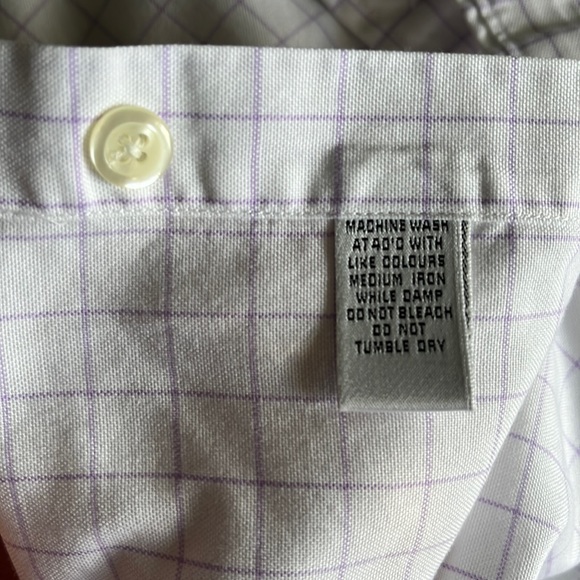 MACHINE WASH
AT 40'C WITH
LIKE COLOURS
MEDIUM IRON
WHILE DAMP
DO NOT BLEACH
DO NOT
TUMBLE DRY